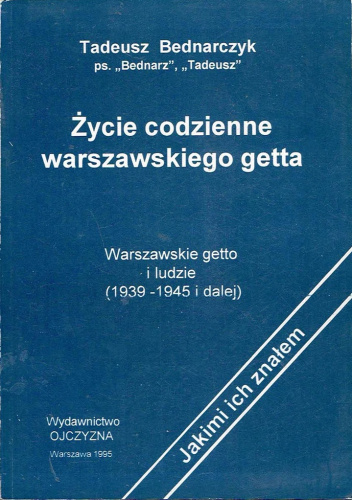 Tadeusz Bednarczyk
ps. „Bednarz”, „Tadeusz”
Życie codzienne
warszawskiego getta
Warszawskie getto
i ludzie
(1939 -1945 i dalej)
Jakimi ich znałem
Wydawnictwo
OJCZYZNA
Warszawa 1995